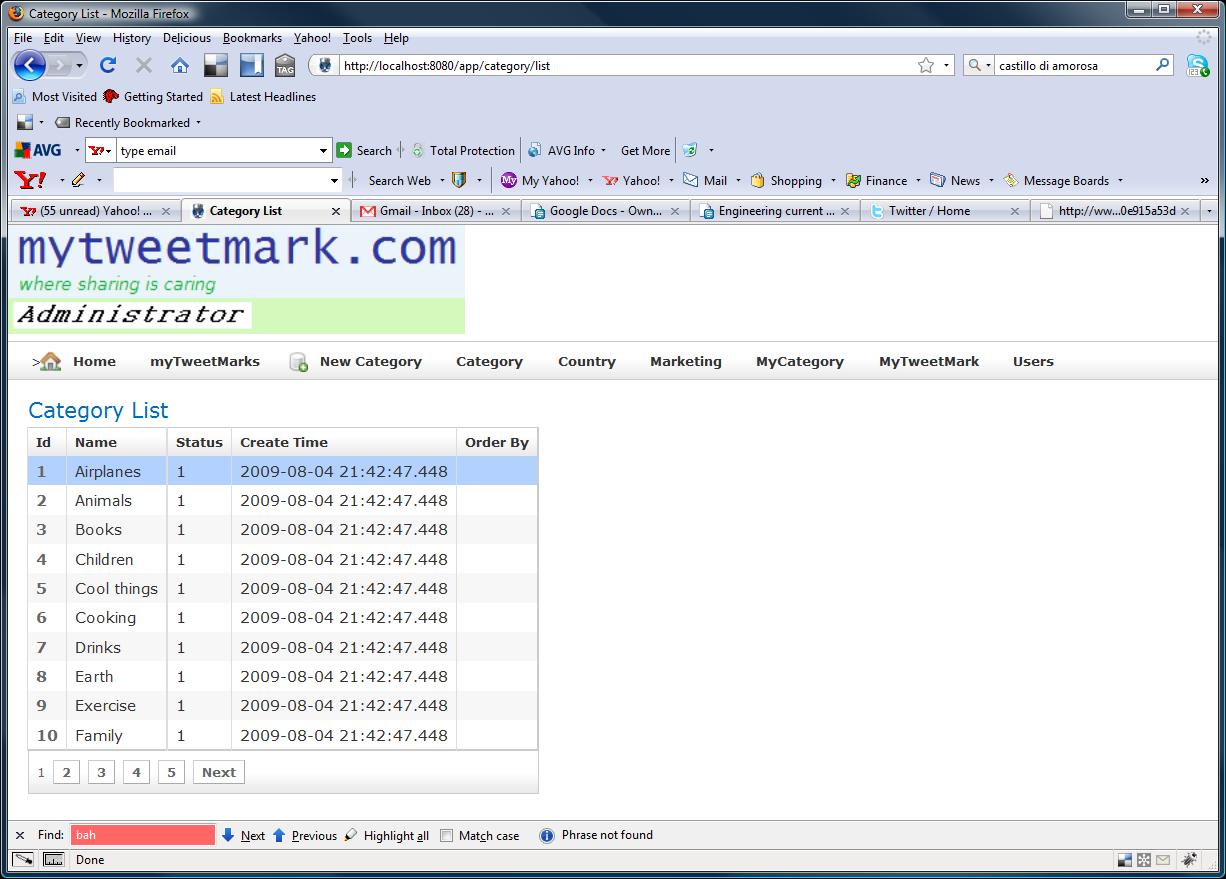 Category List - Mozilla Firefox
File Edit View History Delicious Bookmarks Yahoo! Tools Help
TAG http://localhost:8080/app/category/list castillo di amorosa
Most Visited Getting Started Latest Headlines
Recently Bookmarked
AVG Y! type email Search Total Protection AVG Info Get More
Y! Search Web My My Yahoo! Y! Yahoo! Mail Shopping Finance News Message Boards »
(55 unread) Yahoo! ... Category List Gmail - Inbox (28) - ... Google Docs - Own... Engineering current ... Twitter / Home http://ww...0e915a53d
mytweetmark.com
where sharing is caring
Administrator
> Home myTweetMarks New Category Category Country Marketing MyCategory MyTweetMark Users
Category List
Id Name Status Create Time Order By
1 Airplanes 1 2009-08-04 21:42:47.448
2 Animals 1 2009-08-04 21:42:47.448
3 Books 1 2009-08-04 21:42:47.448
4 Children 1 2009-08-04 21:42:47.448
5 Cool things 1 2009-08-04 21:42:47.448
6 Cooking 1 2009-08-04 21:42:47.448
7 Drinks 1 2009-08-04 21:42:47.448
8 Earth 1 2009-08-04 21:42:47.448
9 Exercise 1 2009-08-04 21:42:47.448
10 Family 1 2009-08-04 21:42:47.448
1 2 3 4 5 Next
Find: bah Next Previous Highlight all Match case Phrase not found
Done